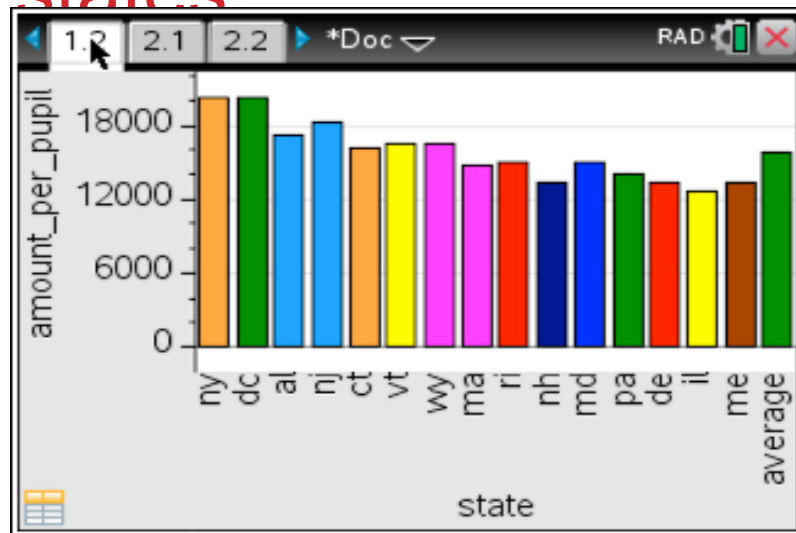 states
1.2 2.1 2.2 *Doc RAD
amount_per_pupil
18000
12000
6000
0
ny dc al nj ct vt wy ma ri nh md pa de il me average
state